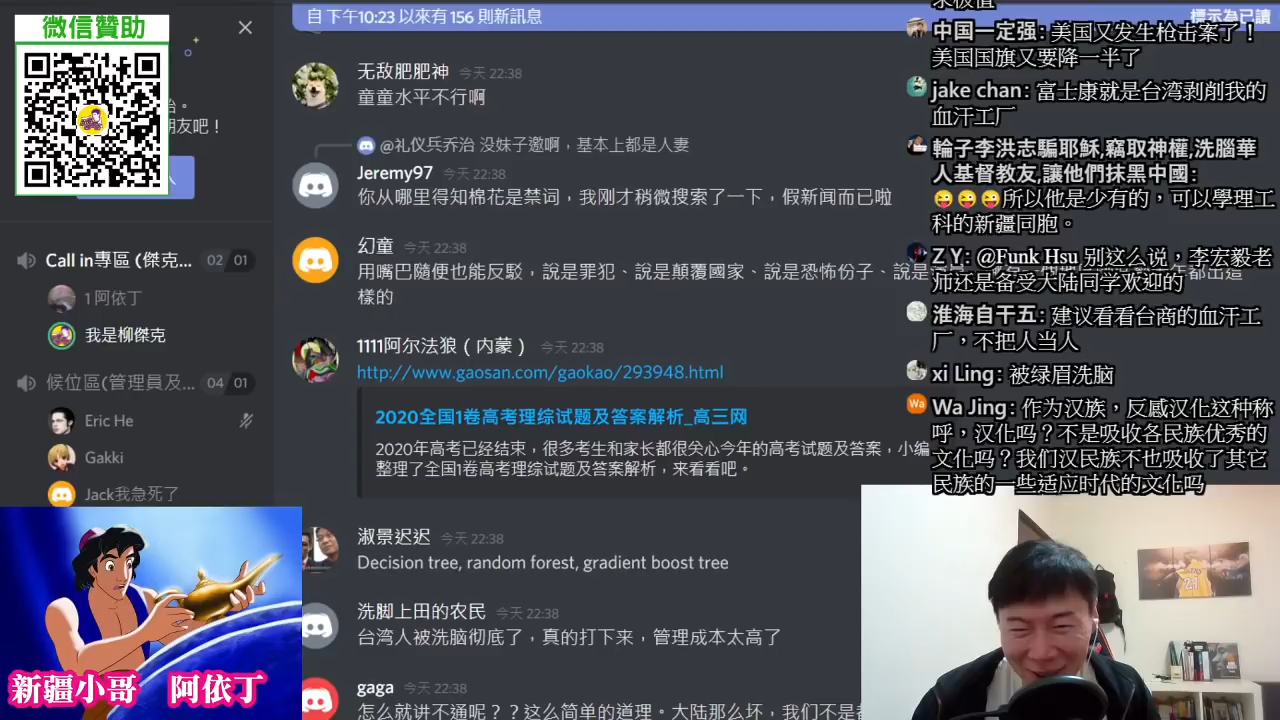 微信贊助
始。
朋友吧！
Call in專區 (傑克... 02 01
1 阿依丁
我是柳傑克
候位區(管理員及... 04 01
Eric He
Gakki
Jack我急死了
新疆小哥 阿依丁
自 下午10:23 以來有 156 則新訊息
標示為已讀
无敌肥肥神 今天 22:38
童童水平不行啊
@礼仪兵乔治 没妹子邀啊，基本上都是人妻
Jeremy97 今天 22:38
你从哪里得知棉花是禁词，我刚才稍微搜索了一下，假新闻而已啦
幻童 今天 22:38
用嘴巴隨便也能反駁，說是罪犯、說是顛覆國家、說是恐怖份子、說是
樣的
1111阿尔法狼（内蒙） 今天 22:38
http://www.gaosan.com/gaokao/293948.html
2020全国1卷高考理综试题及答案解析_高三网
2020年高考已经结束，很多考生和家长都很关心今年的高考试题及答案，小编
整理了全国1卷高考理综试题及答案解析，来看看吧。
淑景迟迟 今天 22:38
Decision tree, random forest, gradient boost tree
洗脚上田的农民 今天 22:38
台湾人被洗脑彻底了，真的打下来，管理成本太高了
gaga 今天 22:38
怎么就讲不通呢？？这么简单的道理。大陆那么坏，我们不是
求极值
中国一定强: 美国又发生枪击案了！
美国国旗又要降一半了
jake chan: 富士康就是台湾剥削我的
血汗工厂
輪子李洪志騙耶穌,竊取神權,洗腦華
人基督教友,讓他們抹黑中國:
所以他是少有的，可以學理工
科的新疆同胞。
Z Y: @Funk Hsu 别这么说，李宏毅老
师还是备受大陆同学欢迎的
淮海自干五: 建议看看台商的血汗工
厂，不把人当人
xi Ling: 被绿眉洗脑
Wa Jing: 作为汉族，反感汉化这种称
呼，汉化吗？不是吸收各民族优秀的
文化吗？我们汉民族不也吸收了其它
民族的一些适应时代的文化吗